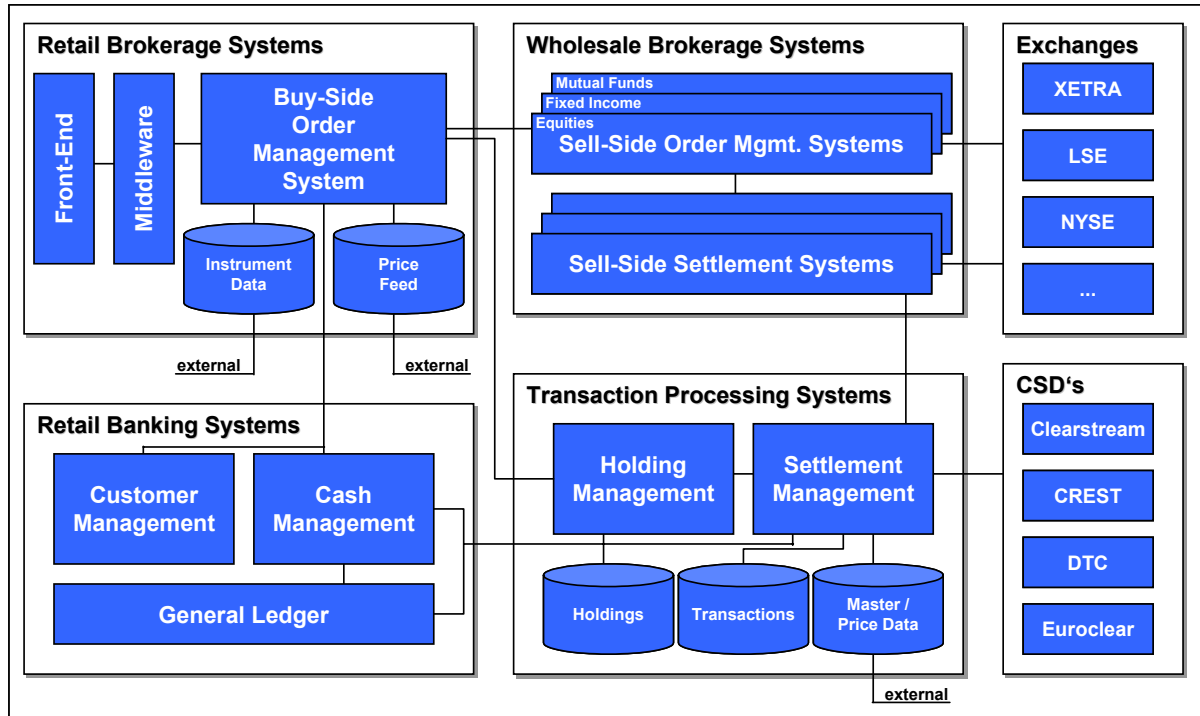 Retail Brokerage Systems
Front-End
Middleware
Buy-Side
Order
Management
System
Instrument
Data
Price
Feed
external
external
Wholesale Brokerage Systems
Mutual Funds
Fixed Income
Equities
Sell-Side Order Mgmt. Systems
Sell-Side Settlement Systems
Exchanges
XETRA
LSE
NYSE
...
Retail Banking Systems
Customer
Management
Cash
Management
General Ledger
Transaction Processing Systems
Holding
Management
Settlement
Management
Holdings
Transactions
Master /
Price Data
external
CSD‘s
Clearstream
CREST
DTC
Euroclear